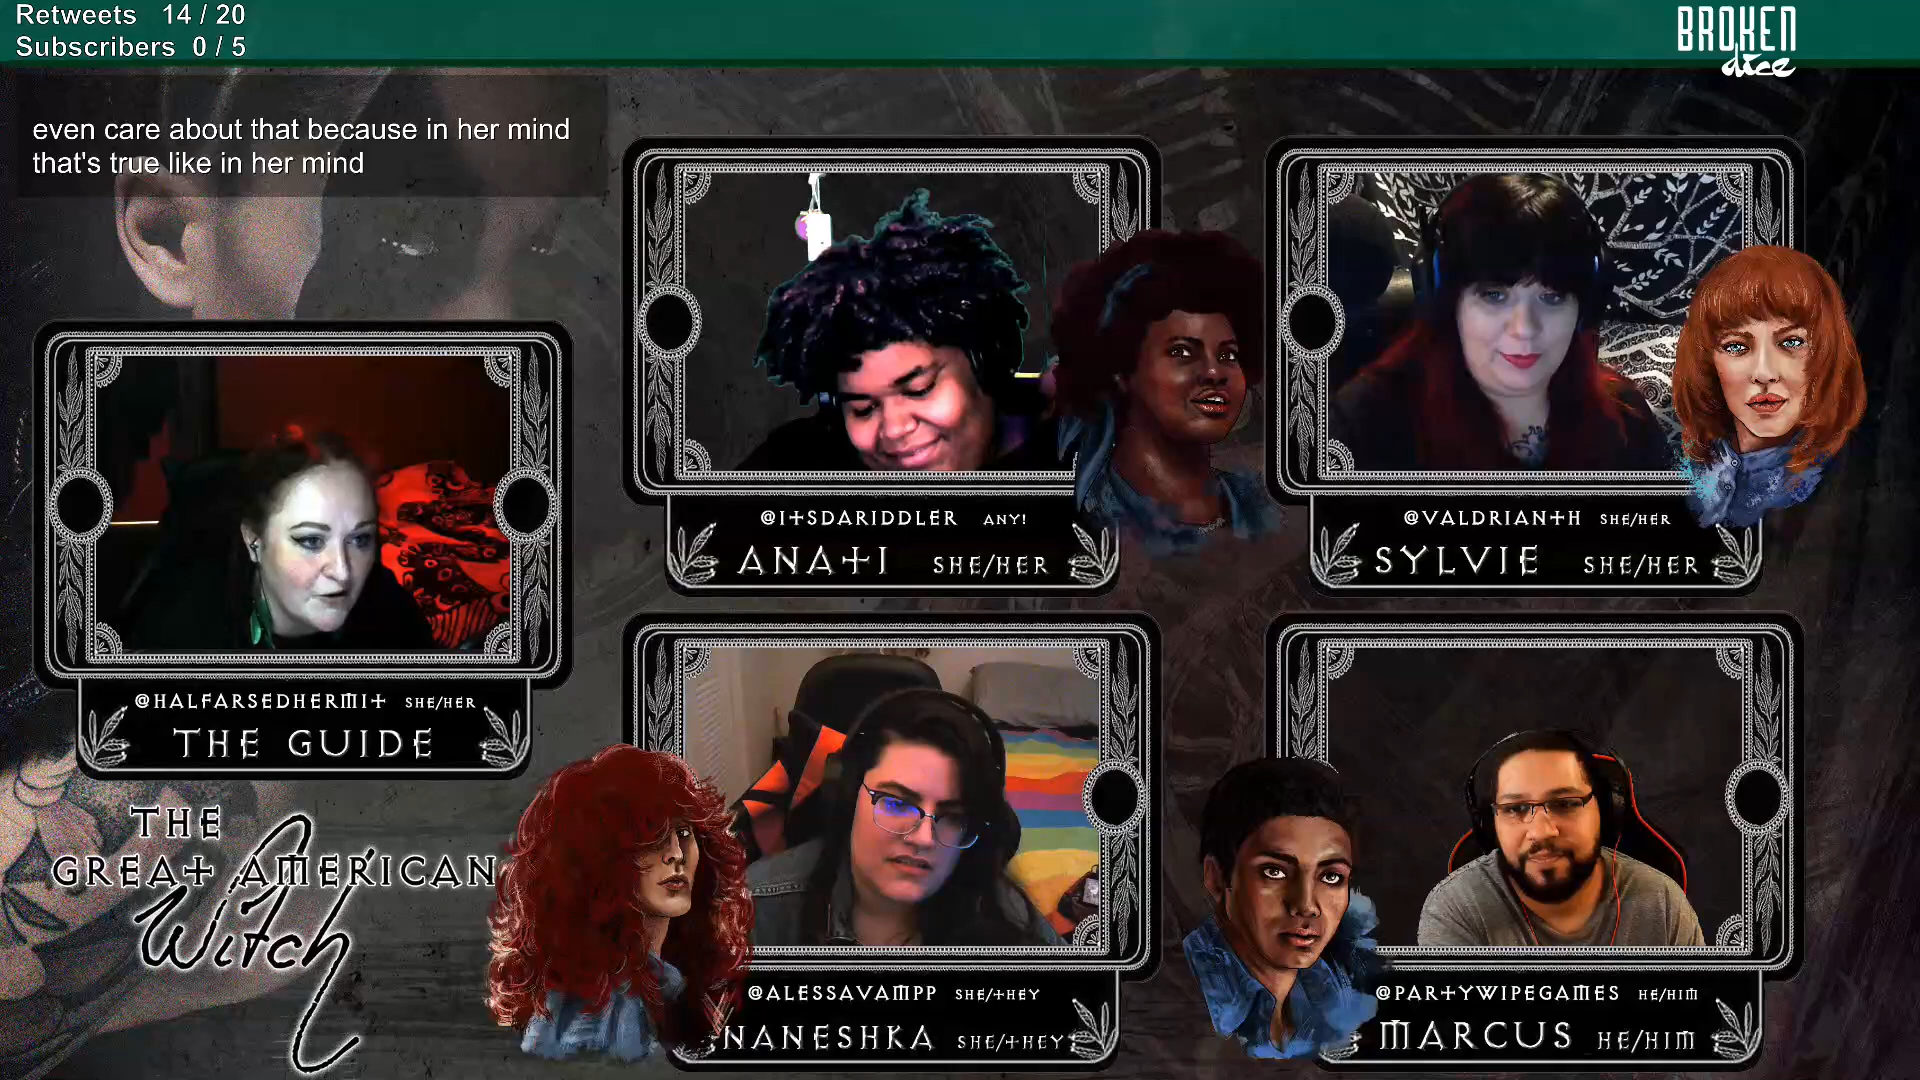 Retweets 14 / 20
Subscribers 0 / 5
BROKEN
dice
even care about that because in her mind
that's true like in her mind
@ITSDARIDDLER ANY!
ANATI SHE/HER
@VALDRIANTH SHE/HER
SYLVIE SHE/HER
@HALFARSEDHERMIT SHE/HER
THE GUIDE
THE
GREAT AMERICAN
Witch
@ALESSAVAMPP SHE/THEY
NANESHKA SHE/THEY
@PARTYWIPEGAMES HE/HIM
MARCUS HE/HIM